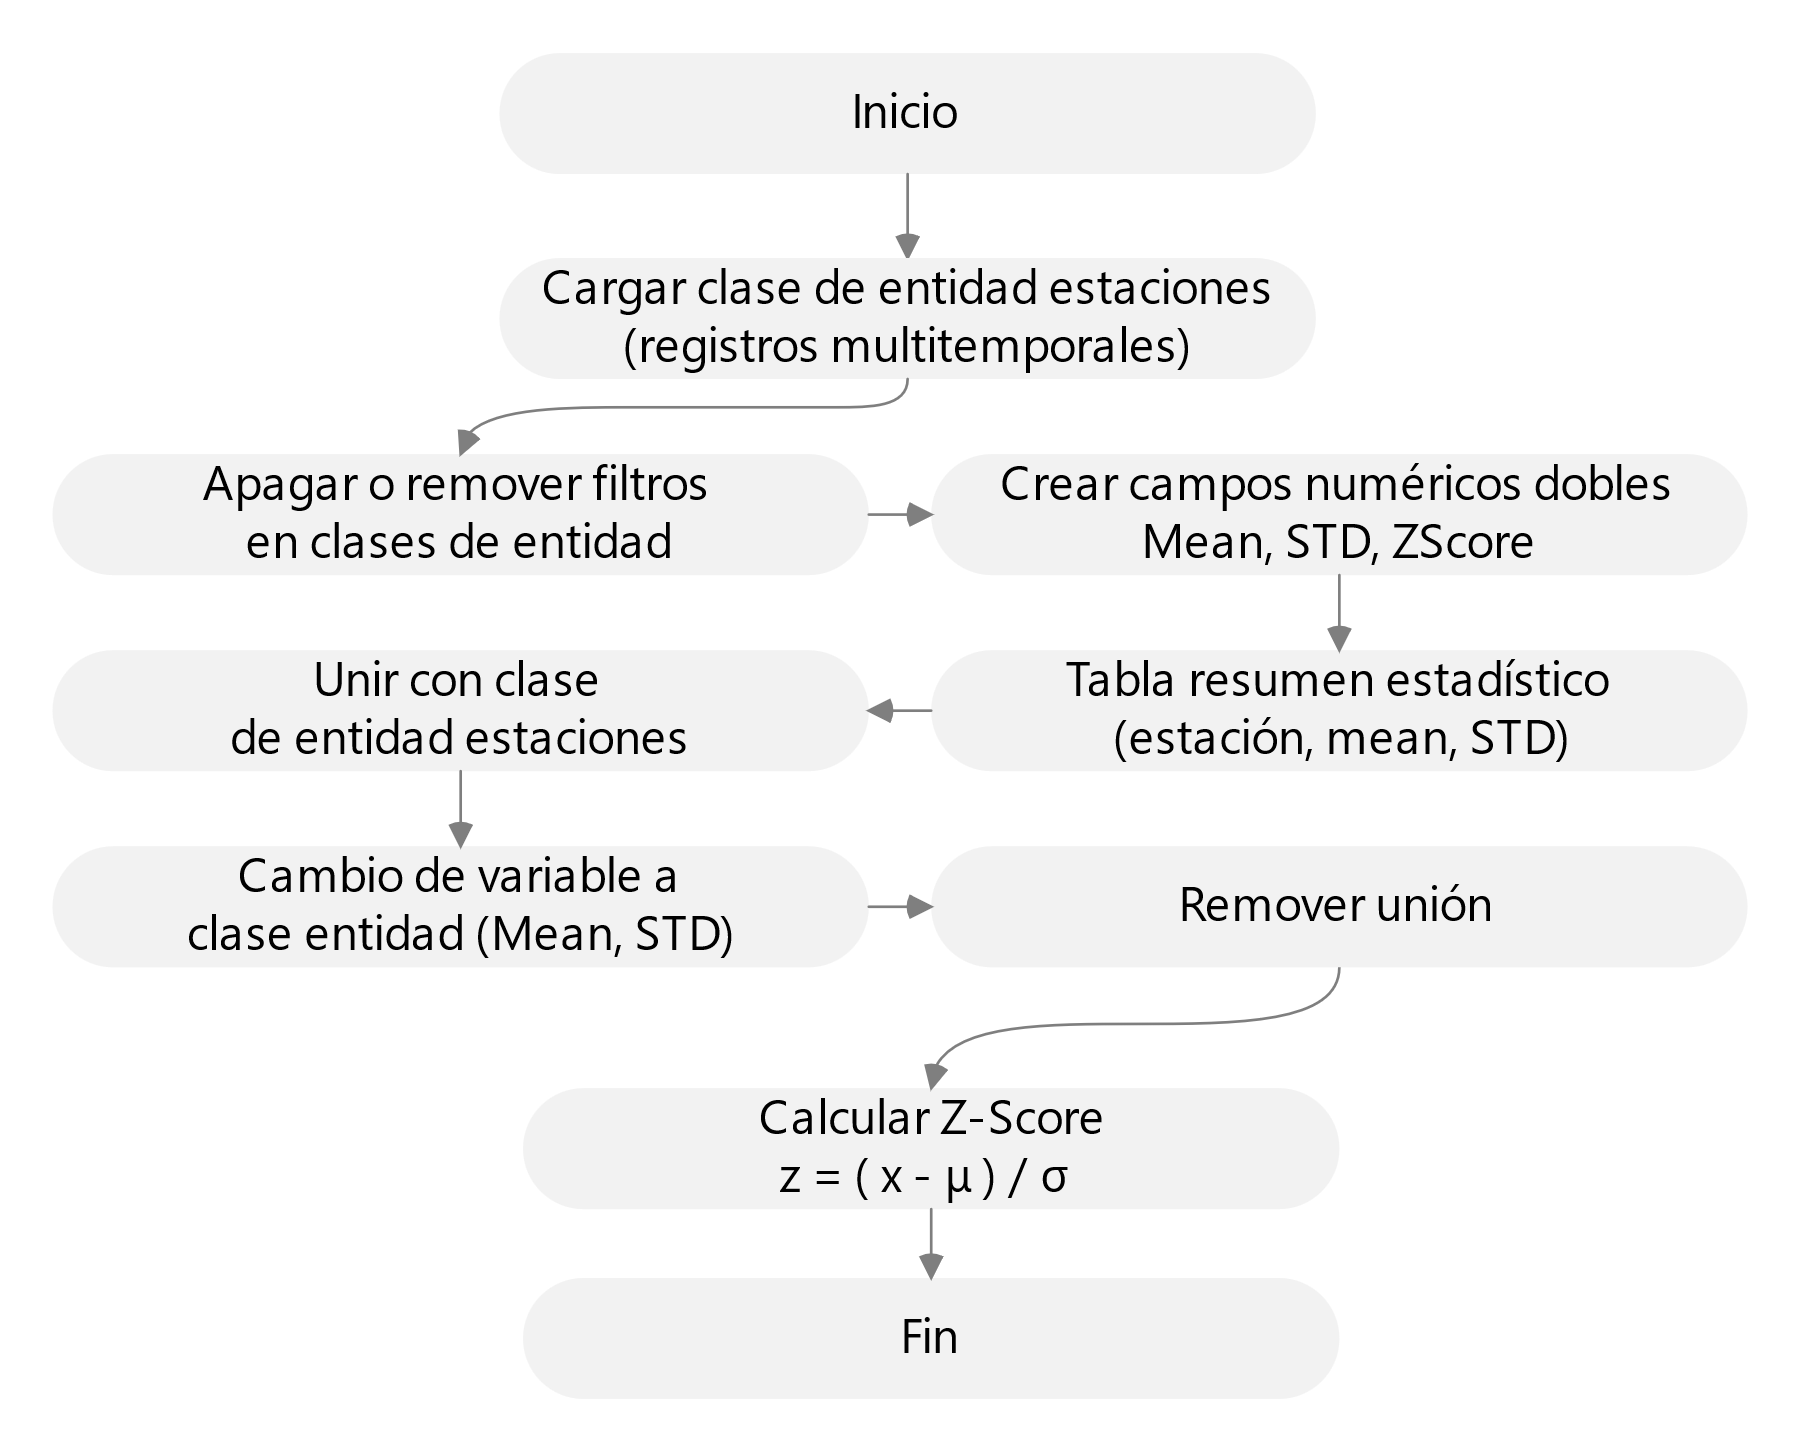 Inicio
Cargar clase de entidad estaciones
(registros multitemporales)
Apagar o remover filtros
en clases de entidad
Crear campos numéricos dobles
Mean, STD, ZScore
Tabla resumen estadístico
(estación, mean, STD)
Unir con clase
de entidad estaciones
Cambio de variable a
clase entidad (Mean, STD)
Remover unión
Calcular Z-Score
z = ( x - μ ) / σ
Fin